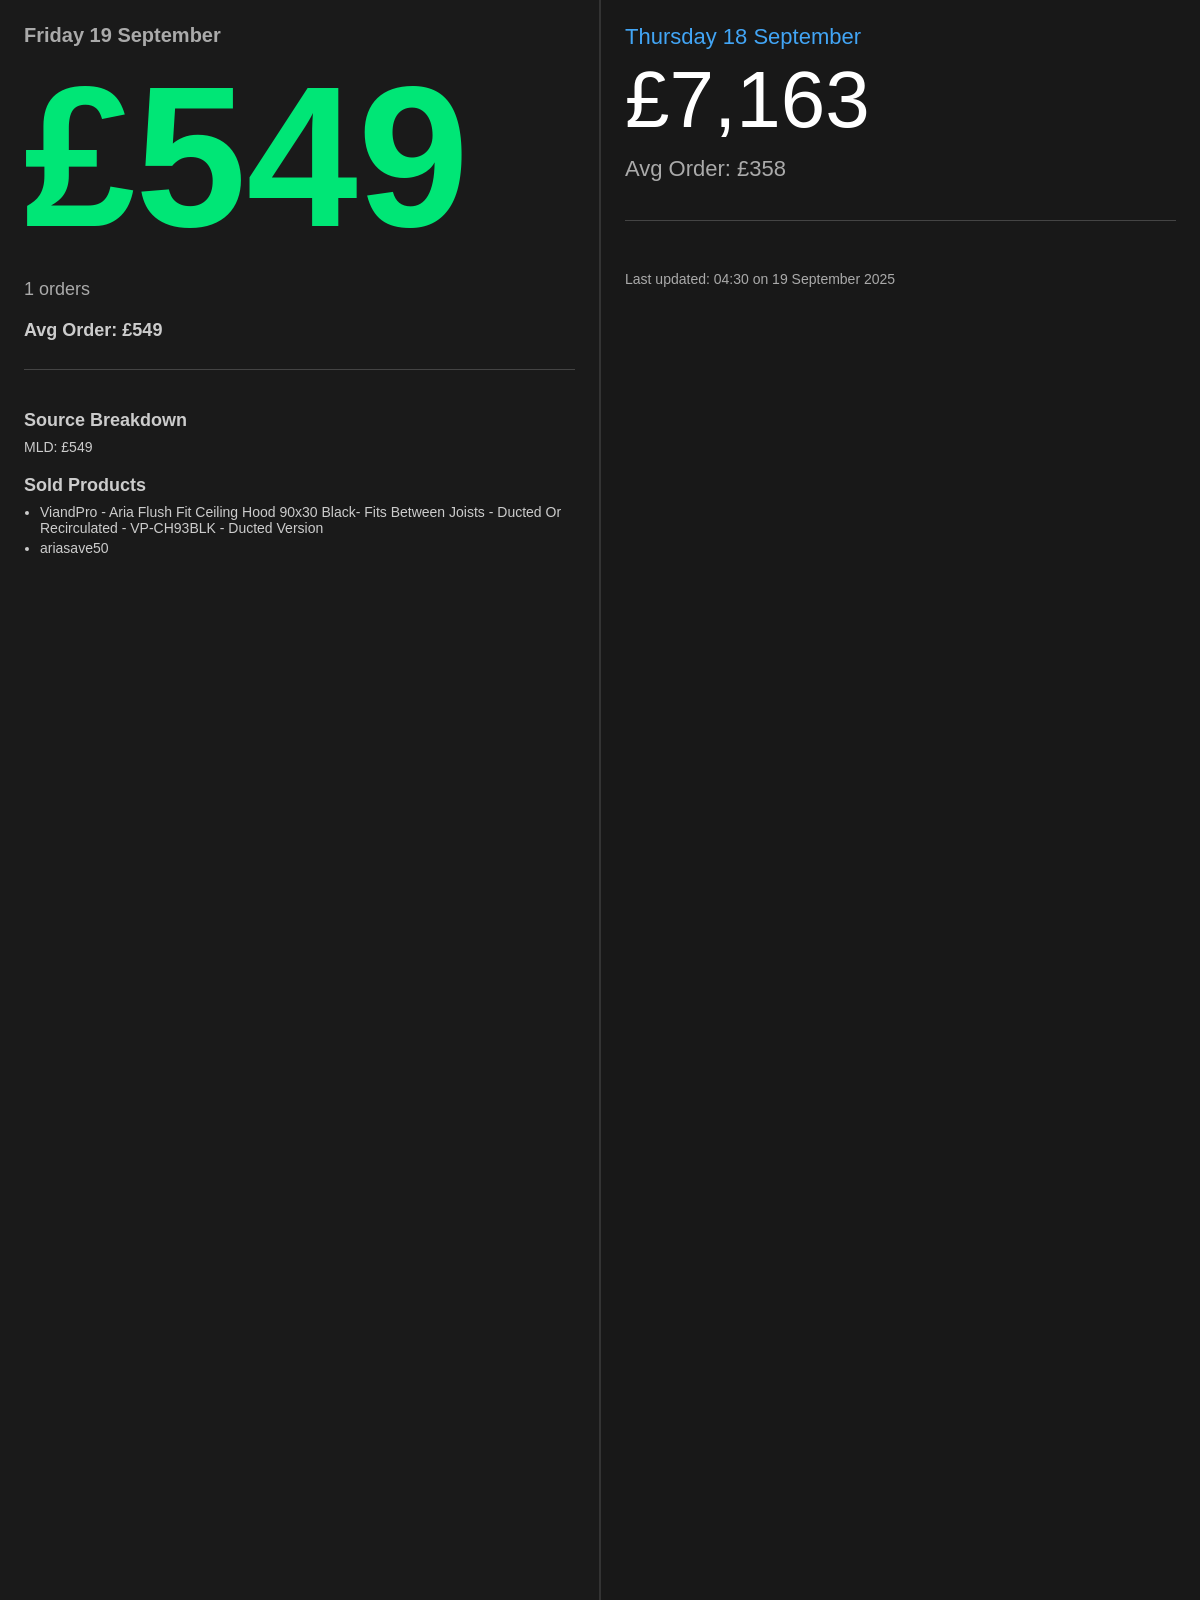 Friday 19 September
£549
1 orders
Avg Order: £549
Source Breakdown
MLD: £549
Sold Products
• ViandPro - Aria Flush Fit Ceiling Hood 90x30 Black- Fits Between Joists - Ducted Or
Recirculated - VP-CH93BLK - Ducted Version
• ariasave50
Thursday 18 September
£7,163
Avg Order: £358
Last updated: 04:30 on 19 September 2025